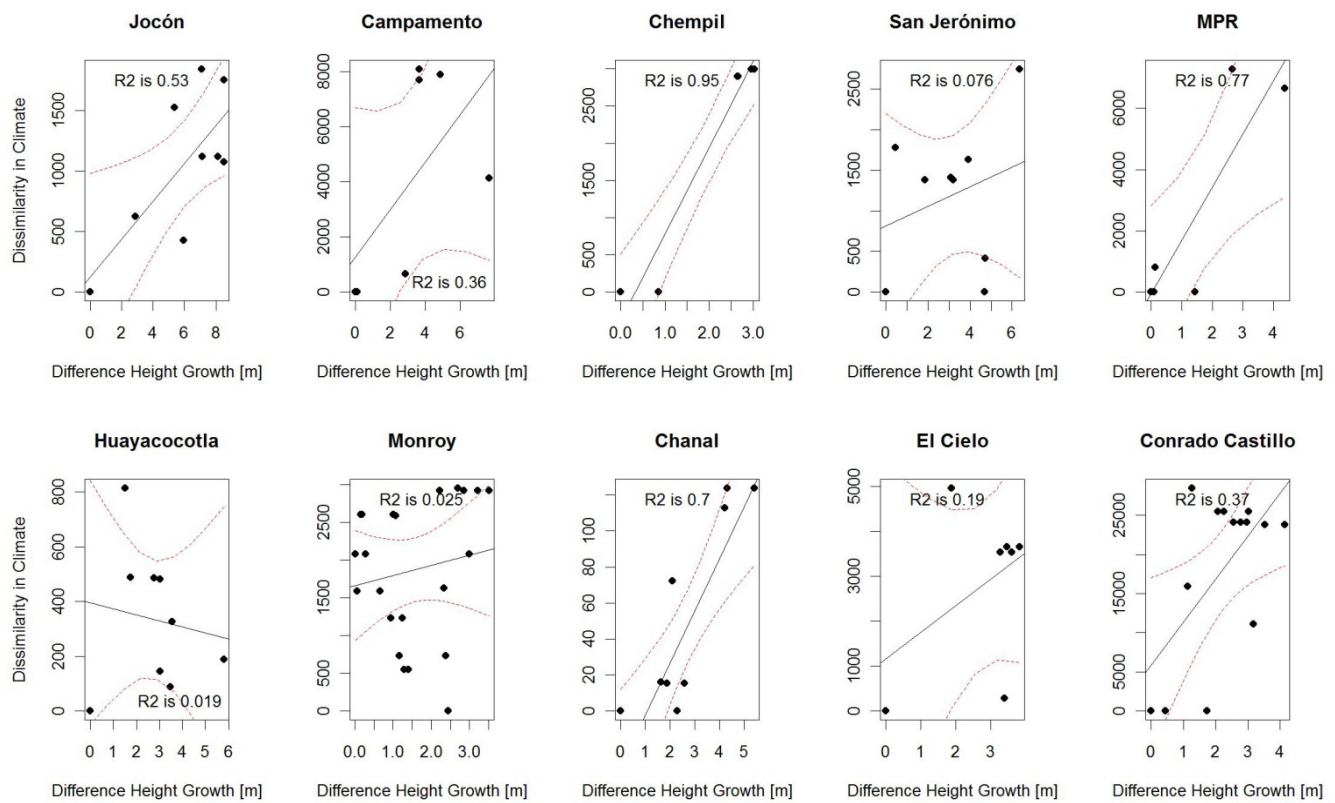 Jocón
Campamento
Chempil
San Jerónimo
MPR
R2 is 0.53
R2 is 0.36
R2 is 0.95
R2 is 0.076
R2 is 0.77
Dissimilarity in Climate
0 500 1000 1500
0 2000 4000 6000 8000
0 500 1500 2500
0 500 1500 2500
0 2000 4000 6000
0 2 4 6 8
0 2 4 6
0.0 1.0 2.0 3.0
0 2 4 6
0 1 2 3 4
Difference Height Growth [m]
Difference Height Growth [m]
Difference Height Growth [m]
Difference Height Growth [m]
Difference Height Growth [m]
Huayacocotla
Monroy
Chanal
El Cielo
Conrado Castillo
R2 is 0.019
R2 is 0.025
R2 is 0.7
R2 is 0.19
R2 is 0.37
Dissimilarity in Climate
0 200 400 600 800
0 500 1500 2500
0 20 40 60 80 100
0 1000 3000 5000
0 5000 15000 25000
0 1 2 3 4 5 6
0.0 1.0 2.0 3.0
0 1 2 3 4 5
0 1 2 3
0 1 2 3 4
Difference Height Growth [m]
Difference Height Growth [m]
Difference Height Growth [m]
Difference Height Growth [m]
Difference Height Growth [m]